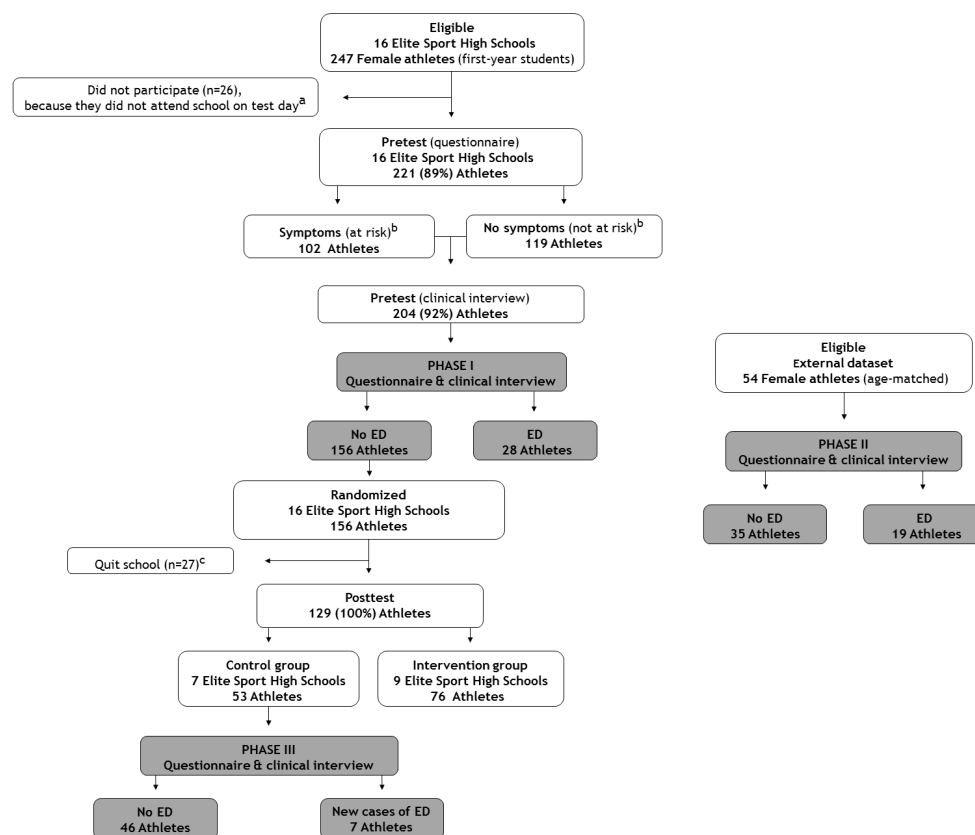 Eligible
16 Elite Sport High Schools
247 Female athletes (first-year students)
Did not participate (n=26),
because they did not attend school on test dayᵃ
Pretest (questionnaire)
16 Elite Sport High Schools
221 (89%) Athletes
Symptoms (at risk)ᵇ
102 Athletes
No symptoms (not at risk)ᵇ
119 Athletes
Pretest (clinical interview)
204 (92%) Athletes
PHASE I
Questionnaire & clinical interview
No ED
156 Athletes
ED
28 Athletes
Randomized
16 Elite Sport High Schools
156 Athletes
Quit school (n=27)ᶜ
Posttest
129 (100%) Athletes
Control group
7 Elite Sport High Schools
53 Athletes
Intervention group
9 Elite Sport High Schools
76 Athletes
PHASE III
Questionnaire & clinical interview
No ED
46 Athletes
New cases of ED
7 Athletes
Eligible
External dataset
54 Female athletes (age-matched)
PHASE II
Questionnaire & clinical interview
No ED
35 Athletes
ED
19 Athletes